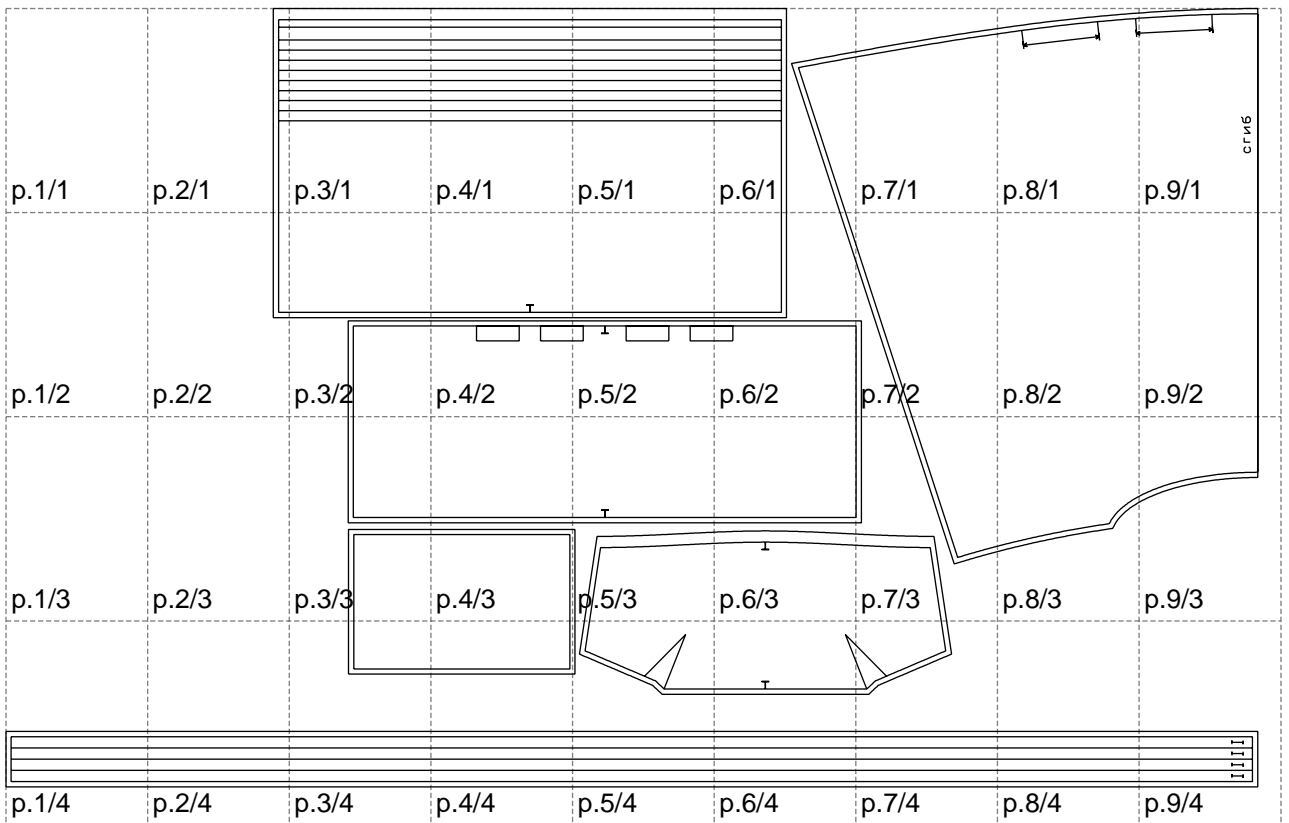 сгиб
p.1/1 p.2/1 p.3/1 p.4/1 p.5/1 p.6/1 p.7/1 p.8/1 p.9/1
p.1/2 p.2/2 p.3/2 p.4/2 p.5/2 p.6/2 p.7/2 p.8/2 p.9/2
p.1/3 p.2/3 p.3/3 p.4/3 p.5/3 p.6/3 p.7/3 p.8/3 p.9/3
p.1/4 p.2/4 p.3/4 p.4/4 p.5/4 p.6/4 p.7/4 p.8/4 p.9/4